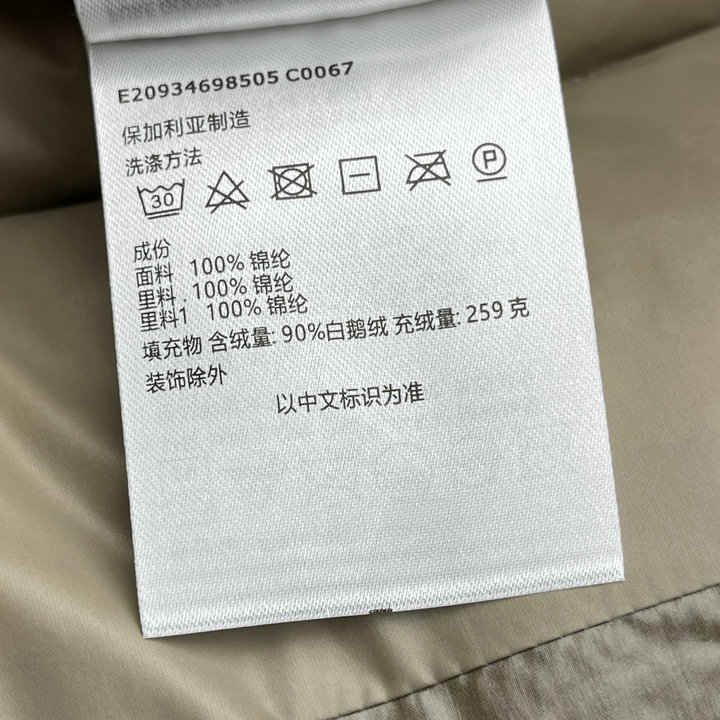 E20934698505 C0067
保加利亚制造
洗涤方法
30 P
成份
面料 100% 锦纶
里料 . 100% 锦纶
里料1 100% 锦纶
填充物 含绒量: 90%白鹅绒 充绒量: 259 克
装饰除外
以中文标识为准